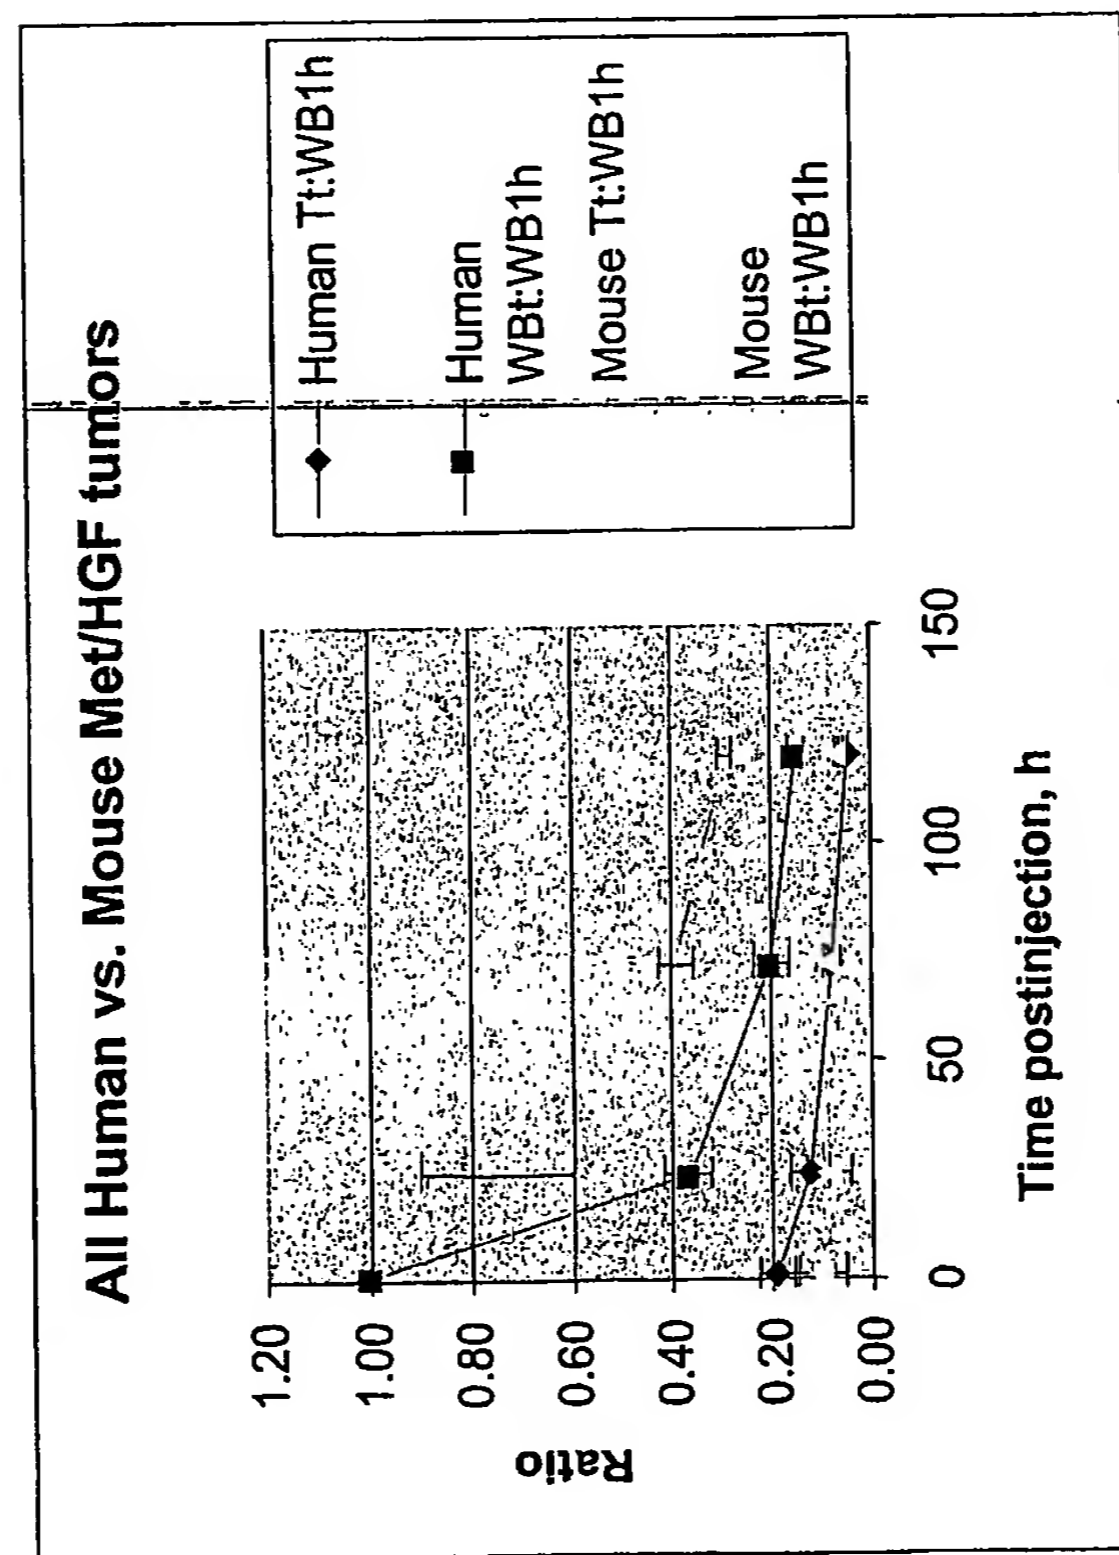 All Human vs. Mouse Met/HGF tumors
Ratio
1.20
1.00
0.80
0.60
0.40
0.20
0.00
0
50
100
150
Time postinjection, h
Human Tt:WB1h
Human
WBt:WB1h
Mouse Tt:WB1h
Mouse
WBt:WB1h